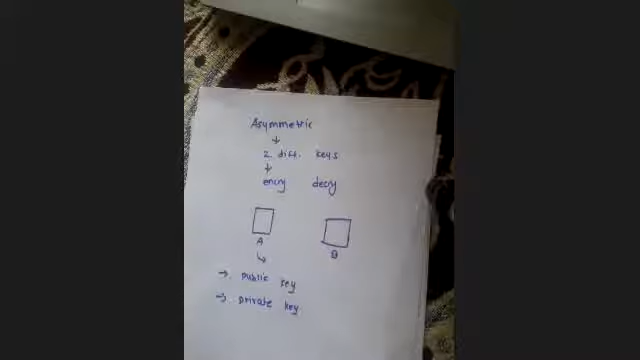 Asymmetric
↓
2 diff. keys
↓
encry decry
A
B
↳
→ public key
→ private key